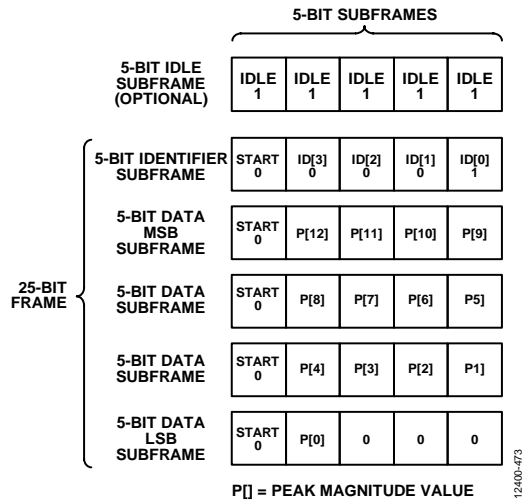 5-BIT SUBFRAMES
5-BIT IDLE
SUBFRAME
(OPTIONAL)
IDLE
1
IDLE
1
IDLE
1
IDLE
1
IDLE
1
25-BIT
FRAME
5-BIT IDENTIFIER
SUBFRAME
START
0
ID[3]
0
ID[2]
0
ID[1]
0
ID[0]
1
5-BIT DATA
MSB
SUBFRAME
START
0
P[12]
P[11]
P[10]
P[9]
5-BIT DATA
SUBFRAME
START
0
P[8]
P[7]
P[6]
P5]
5-BIT DATA
SUBFRAME
START
0
P[4]
P[3]
P[2]
P1]
5-BIT DATA
LSB
SUBFRAME
START
0
P[0]
0
0
0
P[] = PEAK MAGNITUDE VALUE
12400-473